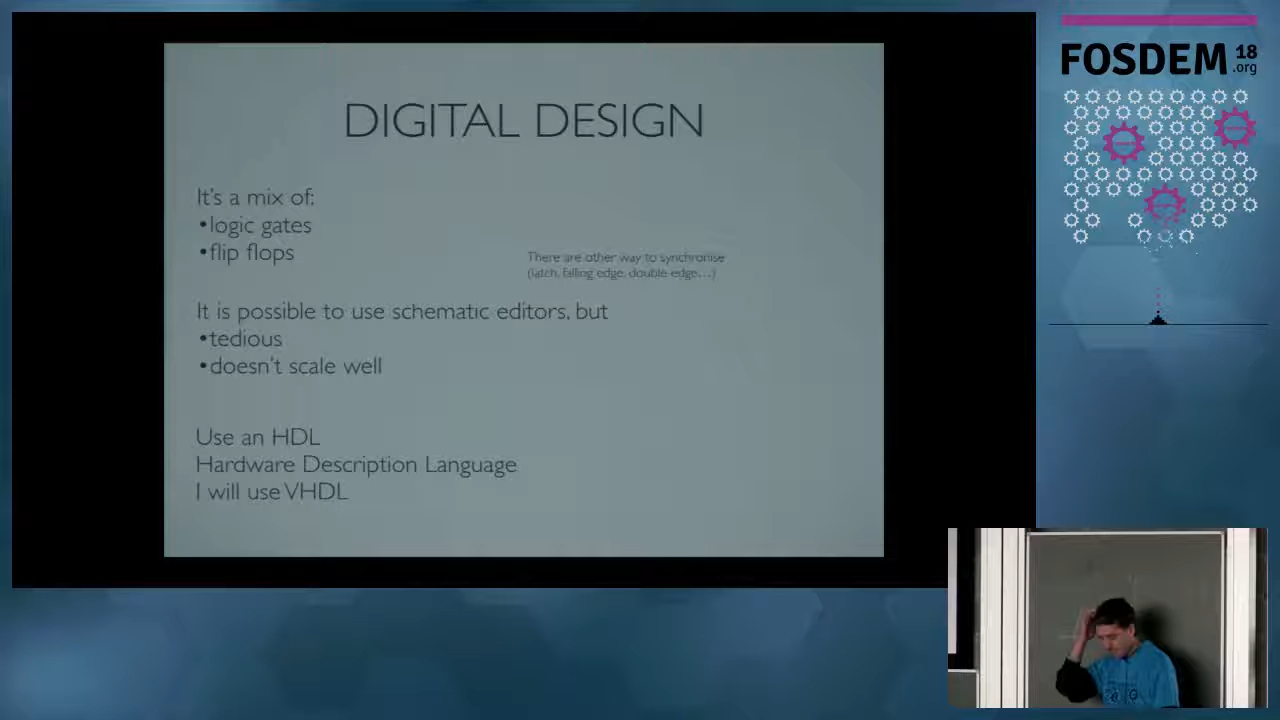 DIGITAL DESIGN
It's a mix of:
•logic gates
•flip flops
There are other way to synchronise
(latch, falling edge, double edge…)
It is possible to use schematic editors, but
•tedious
•doesn't scale well
Use an HDL
Hardware Description Language
I will use VHDL
FOSDEM 18
.org